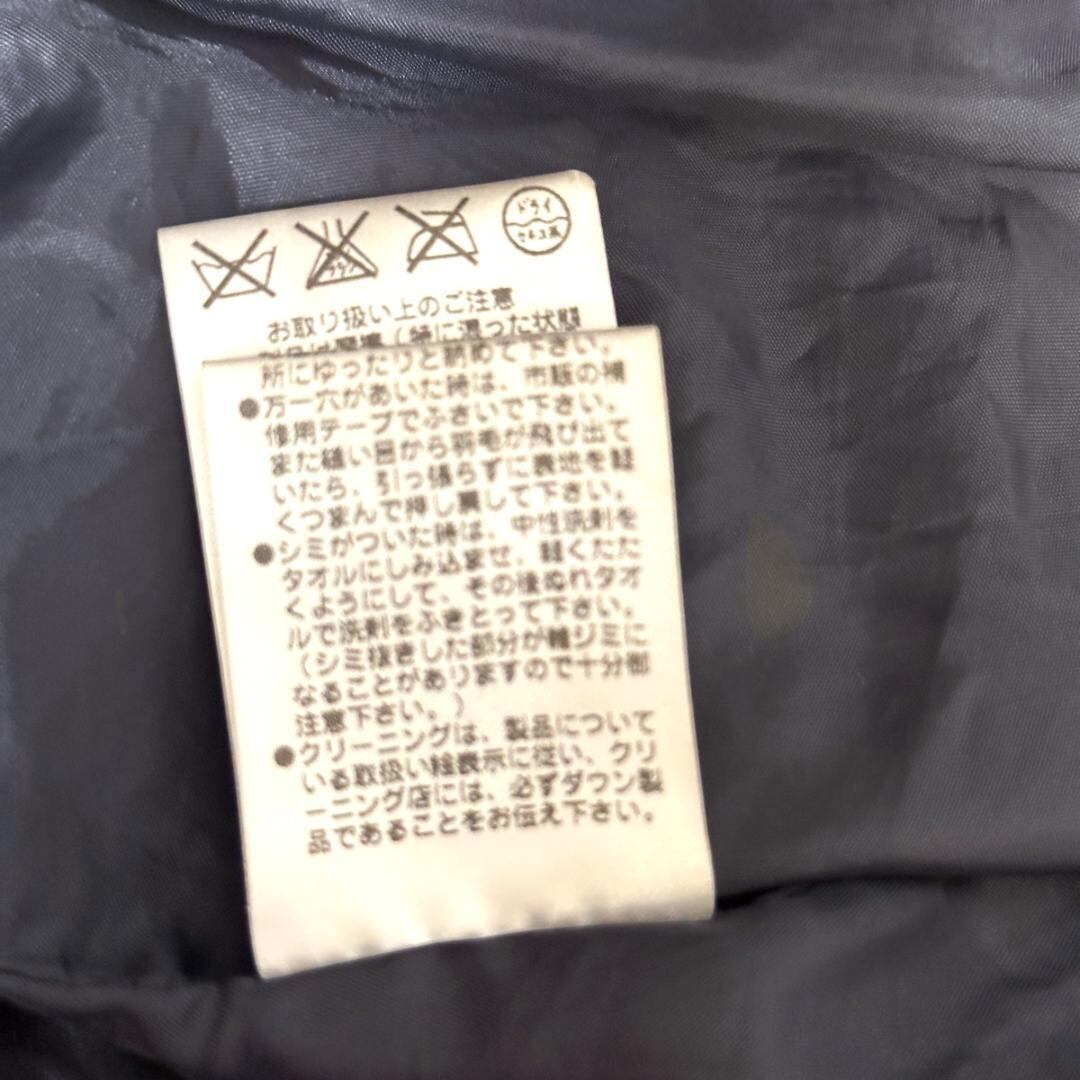 ドライ
セキユ系
お取り扱い上のご注意
(特に湿った状態
所にゆったりと納めて下さい。
●万一穴があいた時は、市販の補
修用テープでふさいで下さい。
また縫い目から羽毛が飛び出て
いたら、引っ張らずに表地を軽
くつまんで押し戻して下さい。
●シミがついた時は、中性洗剤を
タオルにしみ込ませ、軽くたた
くようにして、その後ぬれタオ
ルで洗剤をふきとって下さい。
(シミ抜きした部分が輪ジミに
なることがありますので十分御
注意下さい。)
●クリーニングは、製品について
いる取扱い絵表示に従い、クリ
ーニング店には、必ずダウン製
品であることをお伝え下さい。